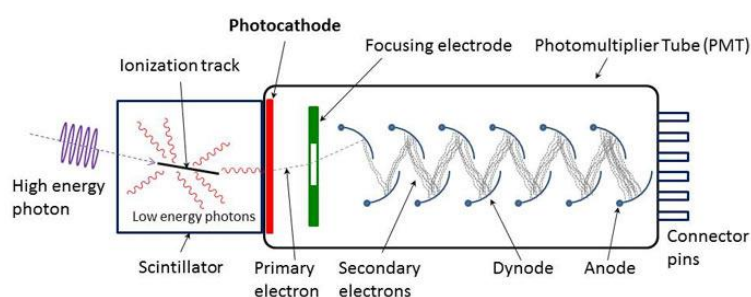 Photocathode
Focusing electrode
Photomultiplier Tube (PMT)
Ionization track
High energy
photon
Low energy photons
Scintillator
Primary
electron
Secondary
electrons
Dynode
Anode
Connector
pins